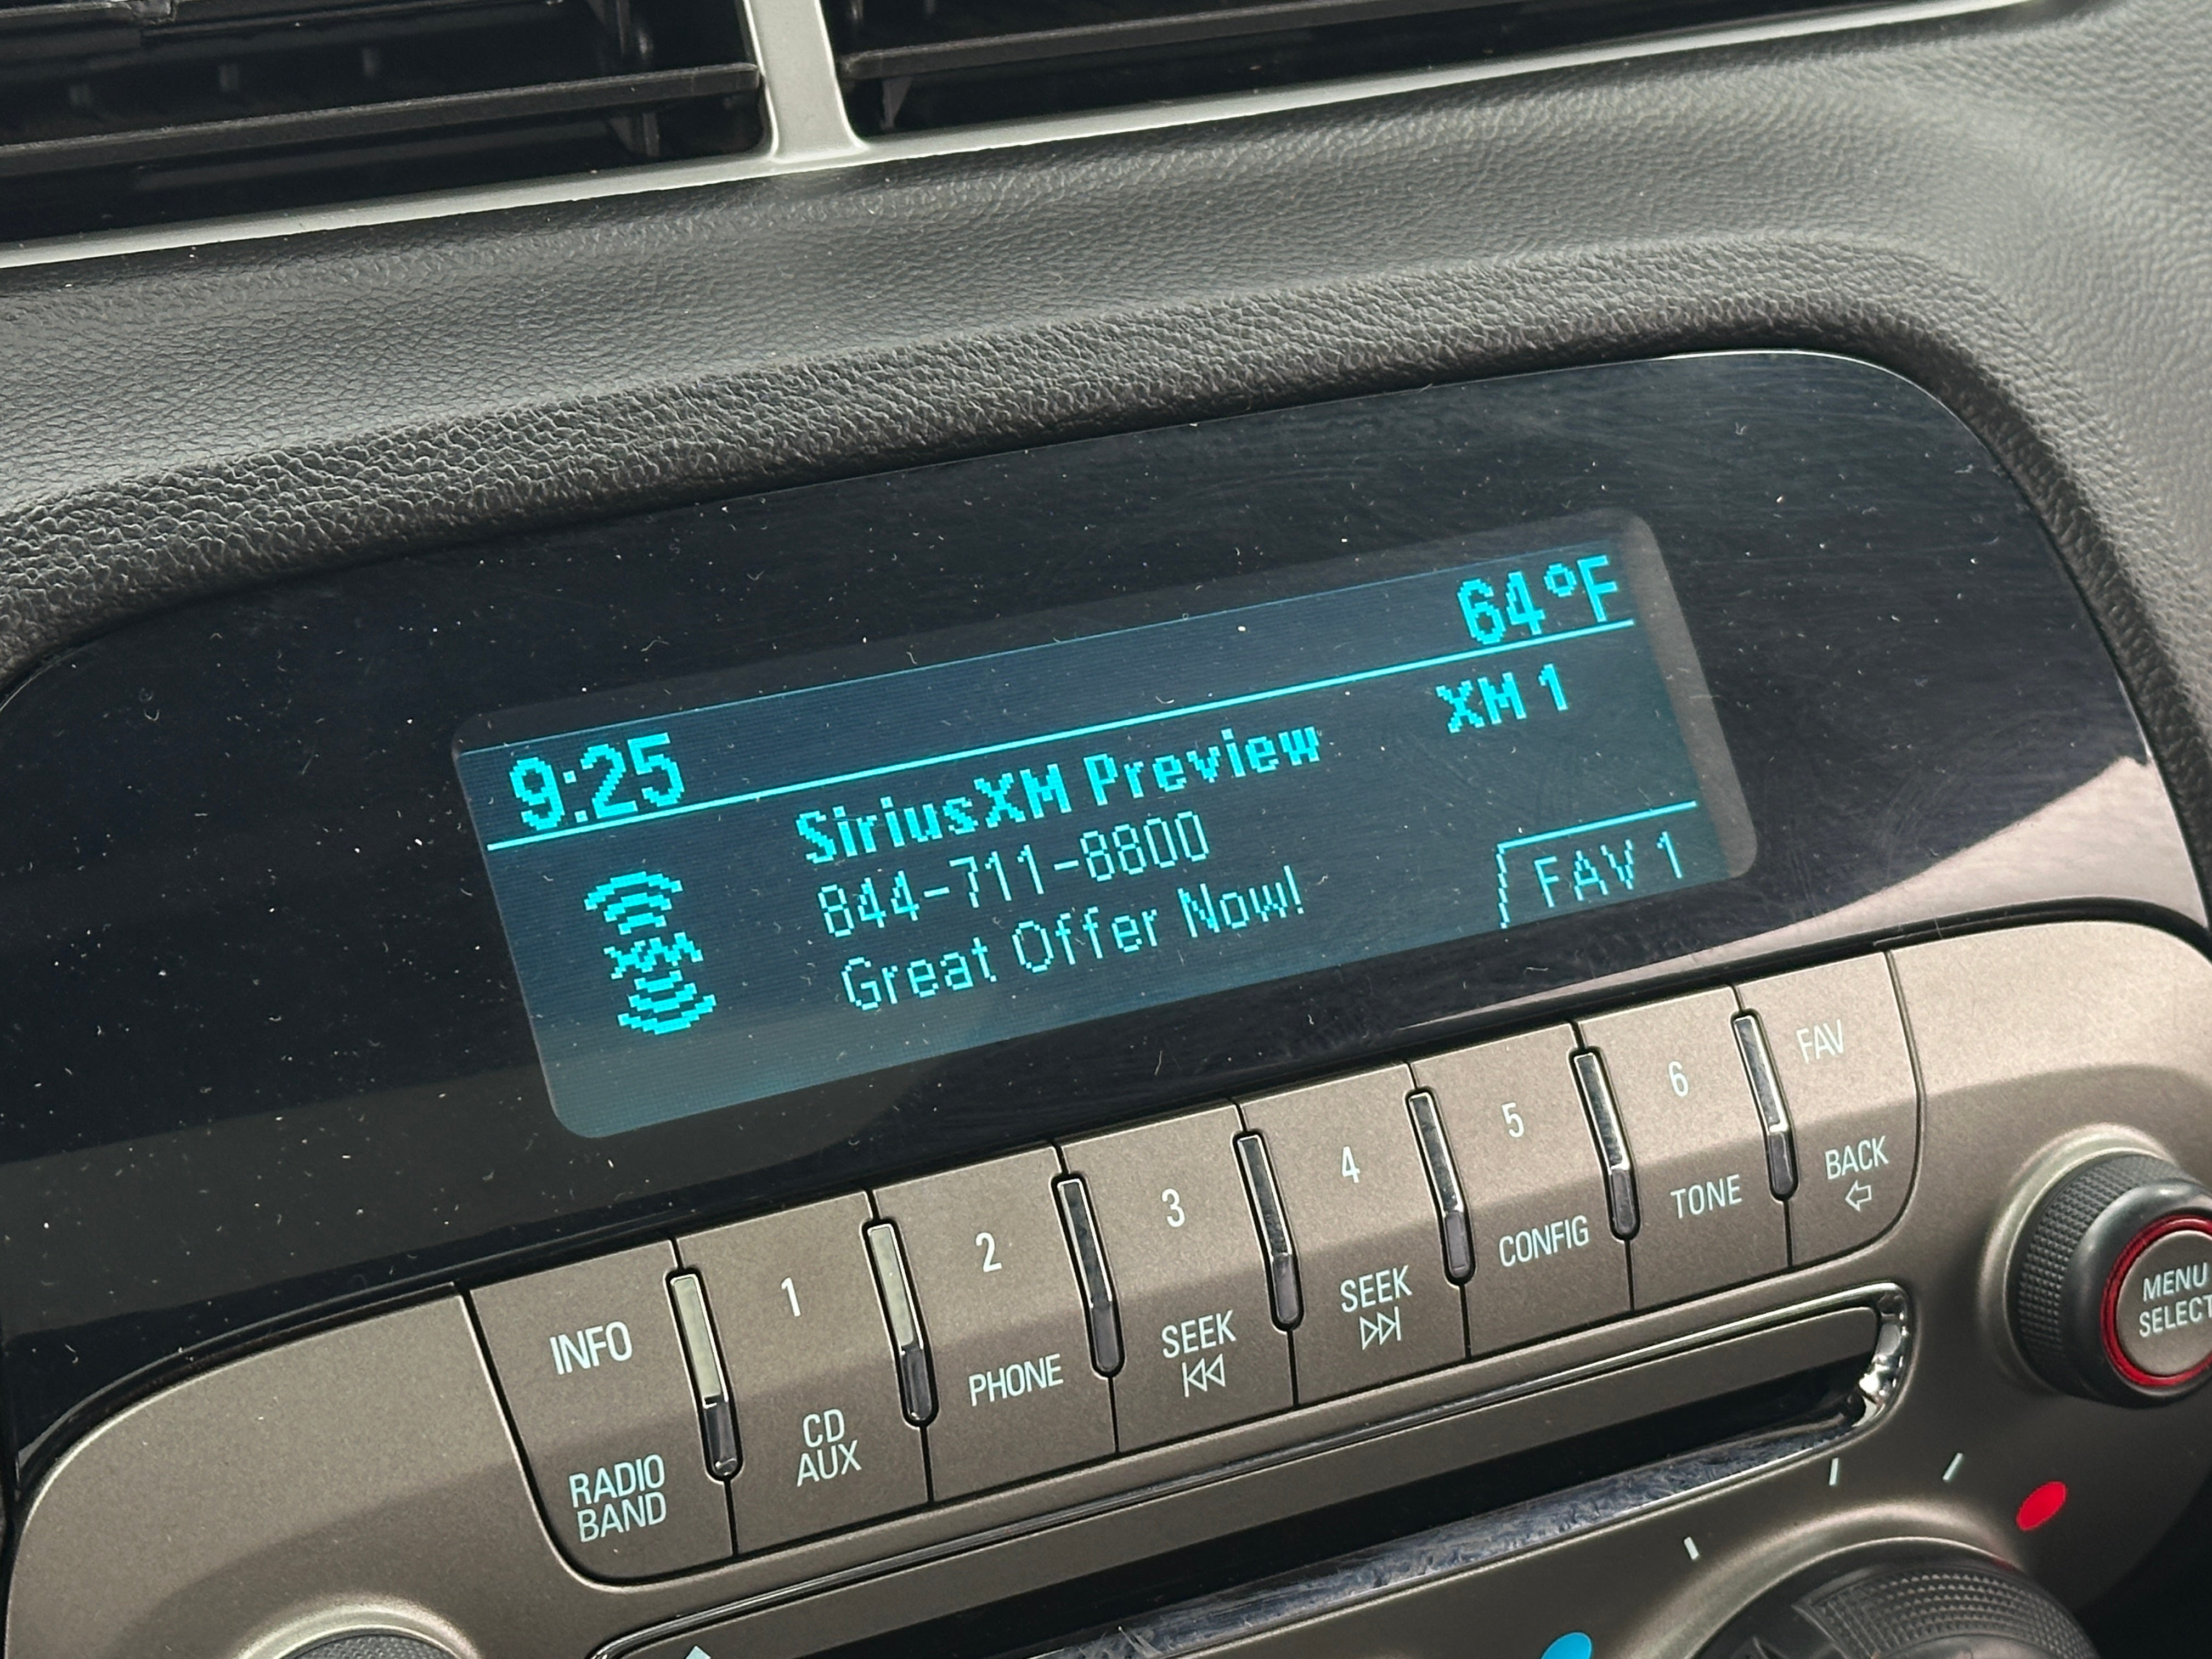 64°F
9:25
SiriusXM Preview XM 1
844-711-8800
Great Offer Now! FAV 1
XM
INFO 1 2 3 4 5 6 FAV
RADIO BAND
CD AUX
PHONE
SEEK
SEEK
CONFIG
TONE
BACK
MENU
SELECT